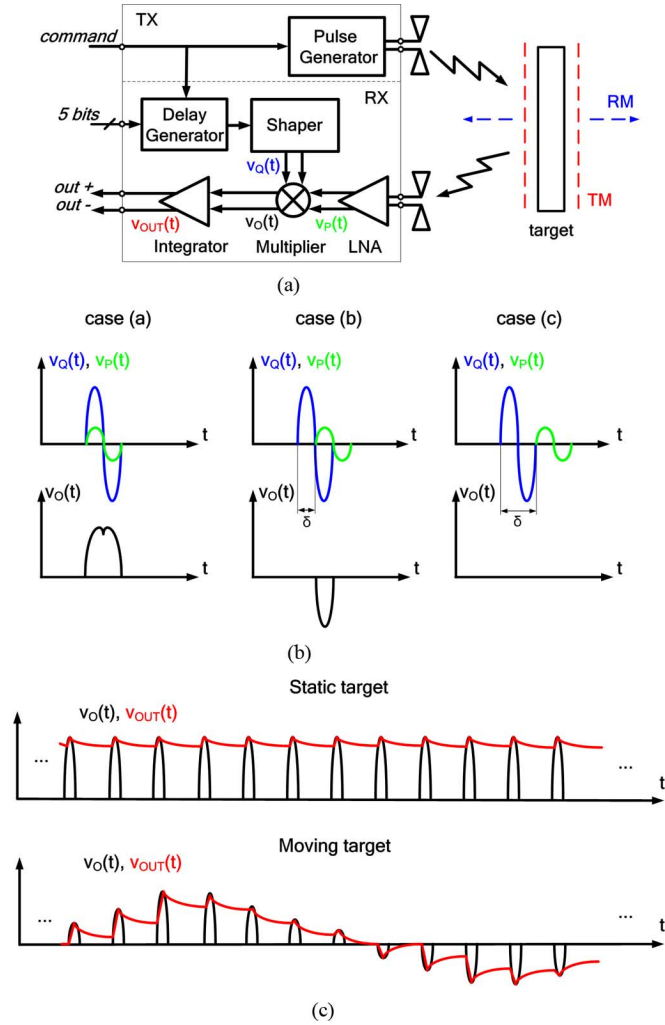 TX
command
Pulse
Generator
RX
5 bits
Delay
Generator
Shaper
RM
vQ(t)
out +
out -
vOUT(t)
vO(t)
vP(t)
TM
Integrator
Multiplier
LNA
target
(a)
case (a)
case (b)
case (c)
vQ(t), vP(t)
vQ(t), vP(t)
vQ(t), vP(t)
t
t
t
vO(t)
vO(t)
vO(t)
δ
δ
t
t
t
(b)
Static target
vO(t), vOUT(t)
...
...
t
Moving target
vO(t), vOUT(t)
...
...
t
(c)